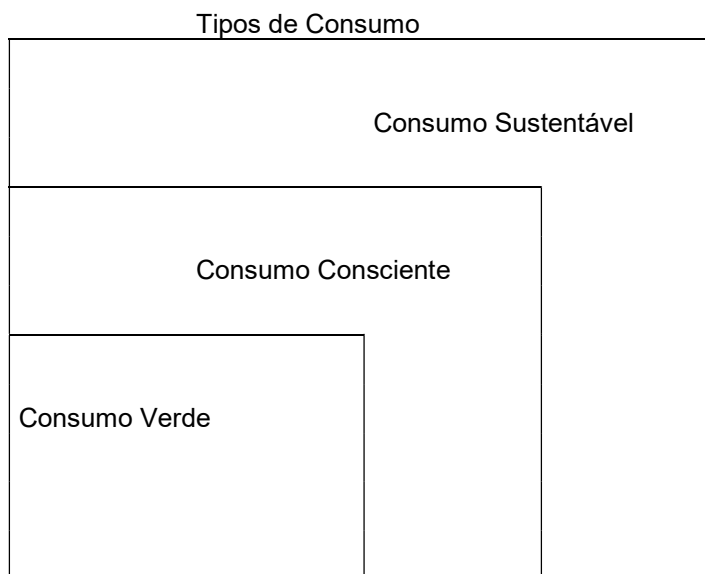 Tipos de Consumo
Consumo Sustentável
Consumo Consciente
Consumo Verde